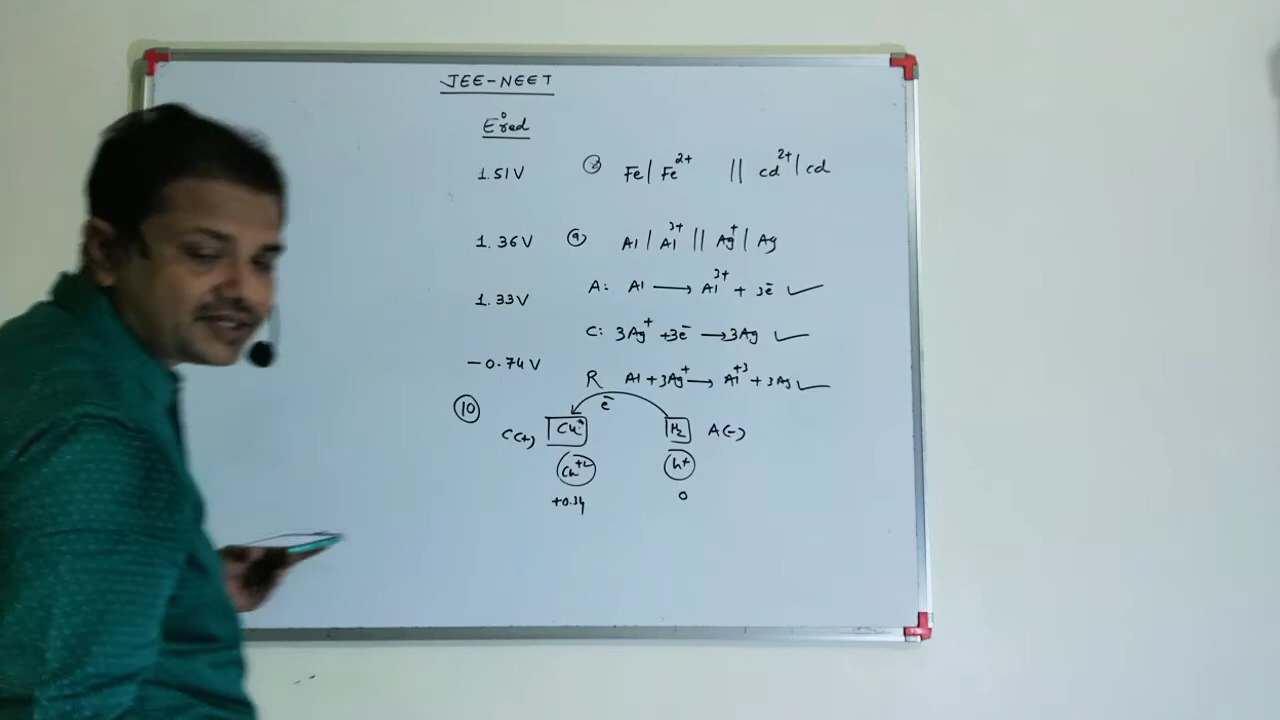 JEE-NEET
E°red
1.51V
Fe | Fe²⁺ || Cd²⁺ | Cd
1.36V ⑨ Al | Al³⁺ || Ag⁺ | Ag
A: Al → Al³⁺ + 3e⁻ ✓
1.33V
C: 3Ag⁺ + 3e⁻ → 3Ag ✓
-0.74V
R Al + 3Ag⁺ → Al⁺³ + 3Ag ✓
⑩ e⁻
C(+) Cu H₂ A(-)
Cu⁺² H⁺
+0.34 0